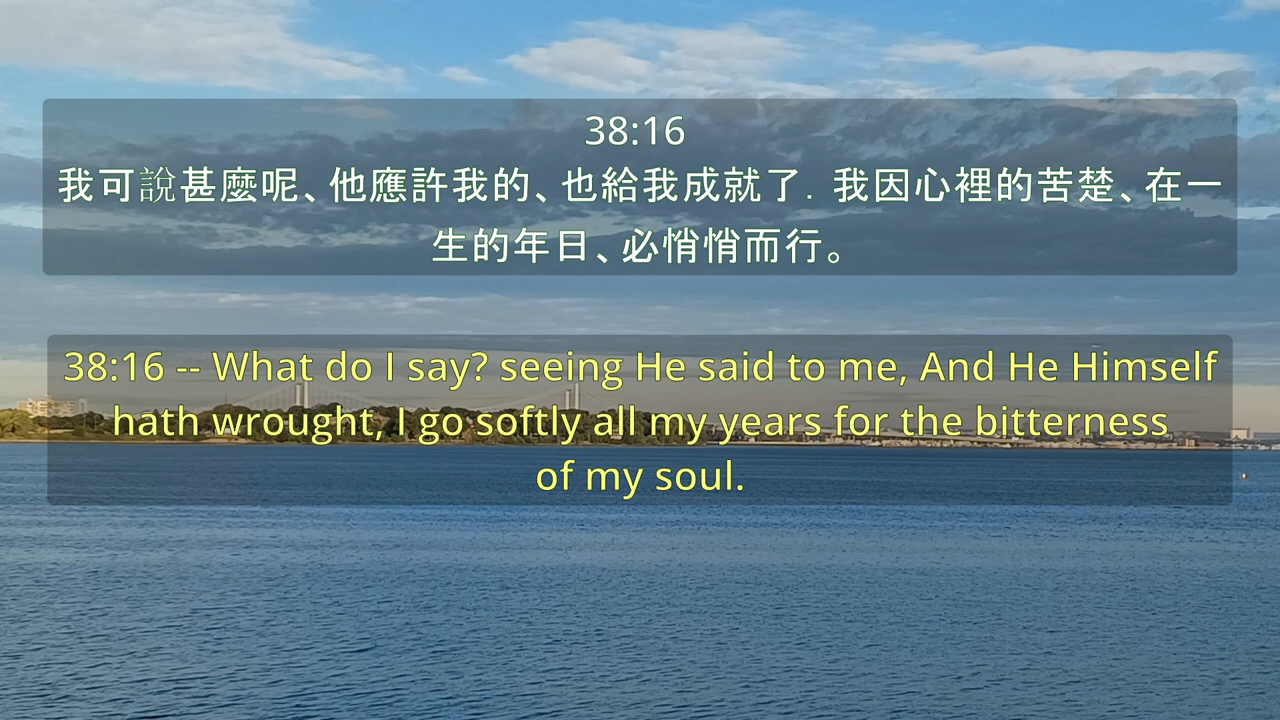 38:16
我可說甚麼呢、他應許我的、也給我成就了．我因心裡的苦楚、在一
生的年日、必悄悄而行。
38:16 -- What do I say? seeing He said to me, And He Himself
hath wrought, I go softly all my years for the bitterness
of my soul.